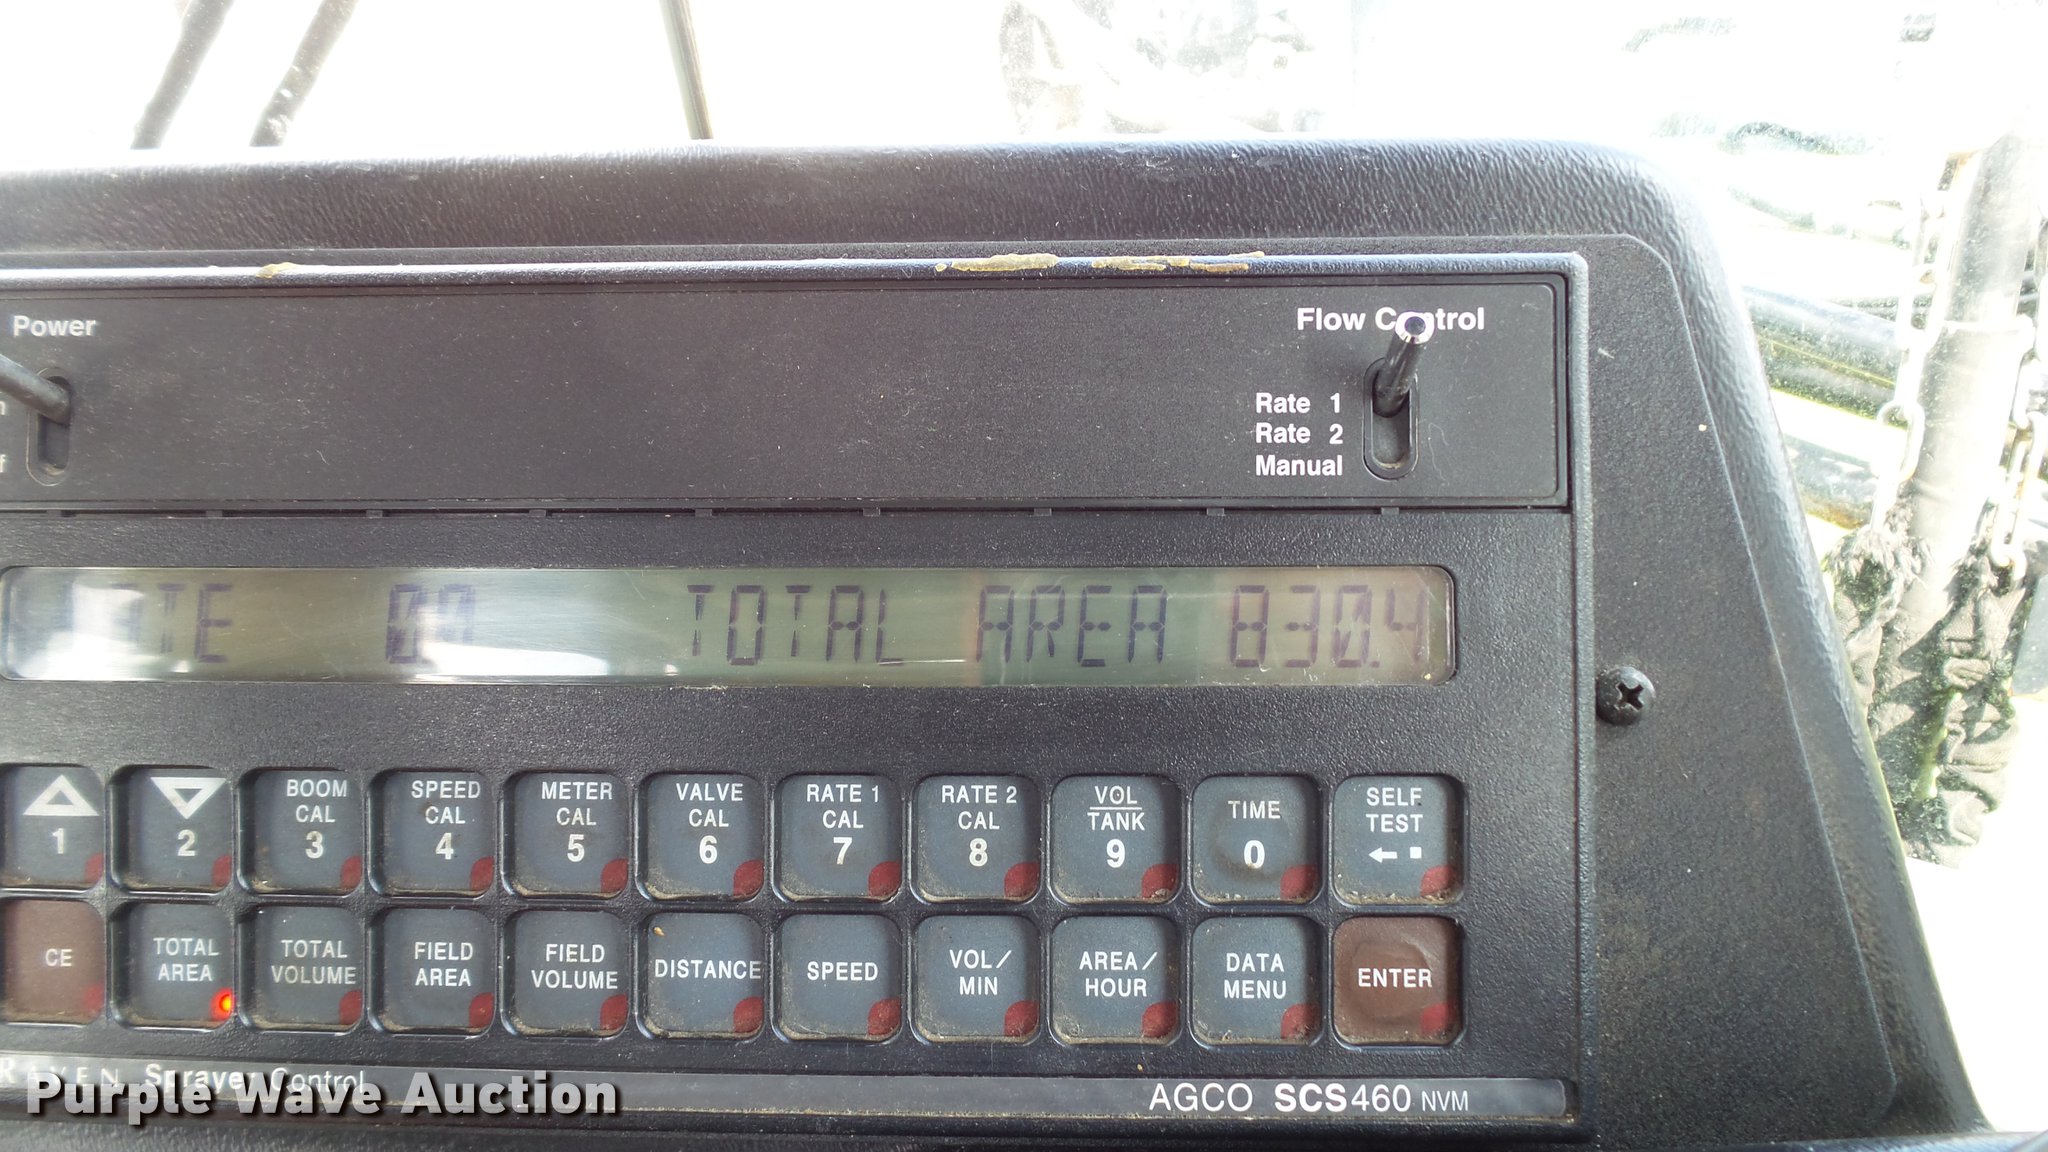 Power
Flow Control
Rate 1
Rate 2
Manual
TOTAL AREA 830.4
1
2
BOOM CAL 3
SPEED CAL 4
METER CAL 5
VALVE CAL 6
RATE 1 CAL 7
RATE 2 CAL 8
VOL TANK 9
TIME 0
SELF TEST
CE
TOTAL AREA
TOTAL VOLUME
FIELD AREA
FIELD VOLUME
DISTANCE
SPEED
VOL/MIN
AREA/HOUR
DATA MENU
ENTER
RAVEN Sprayer Control
AGCO SCS460 NVM
Purple Wave Auction